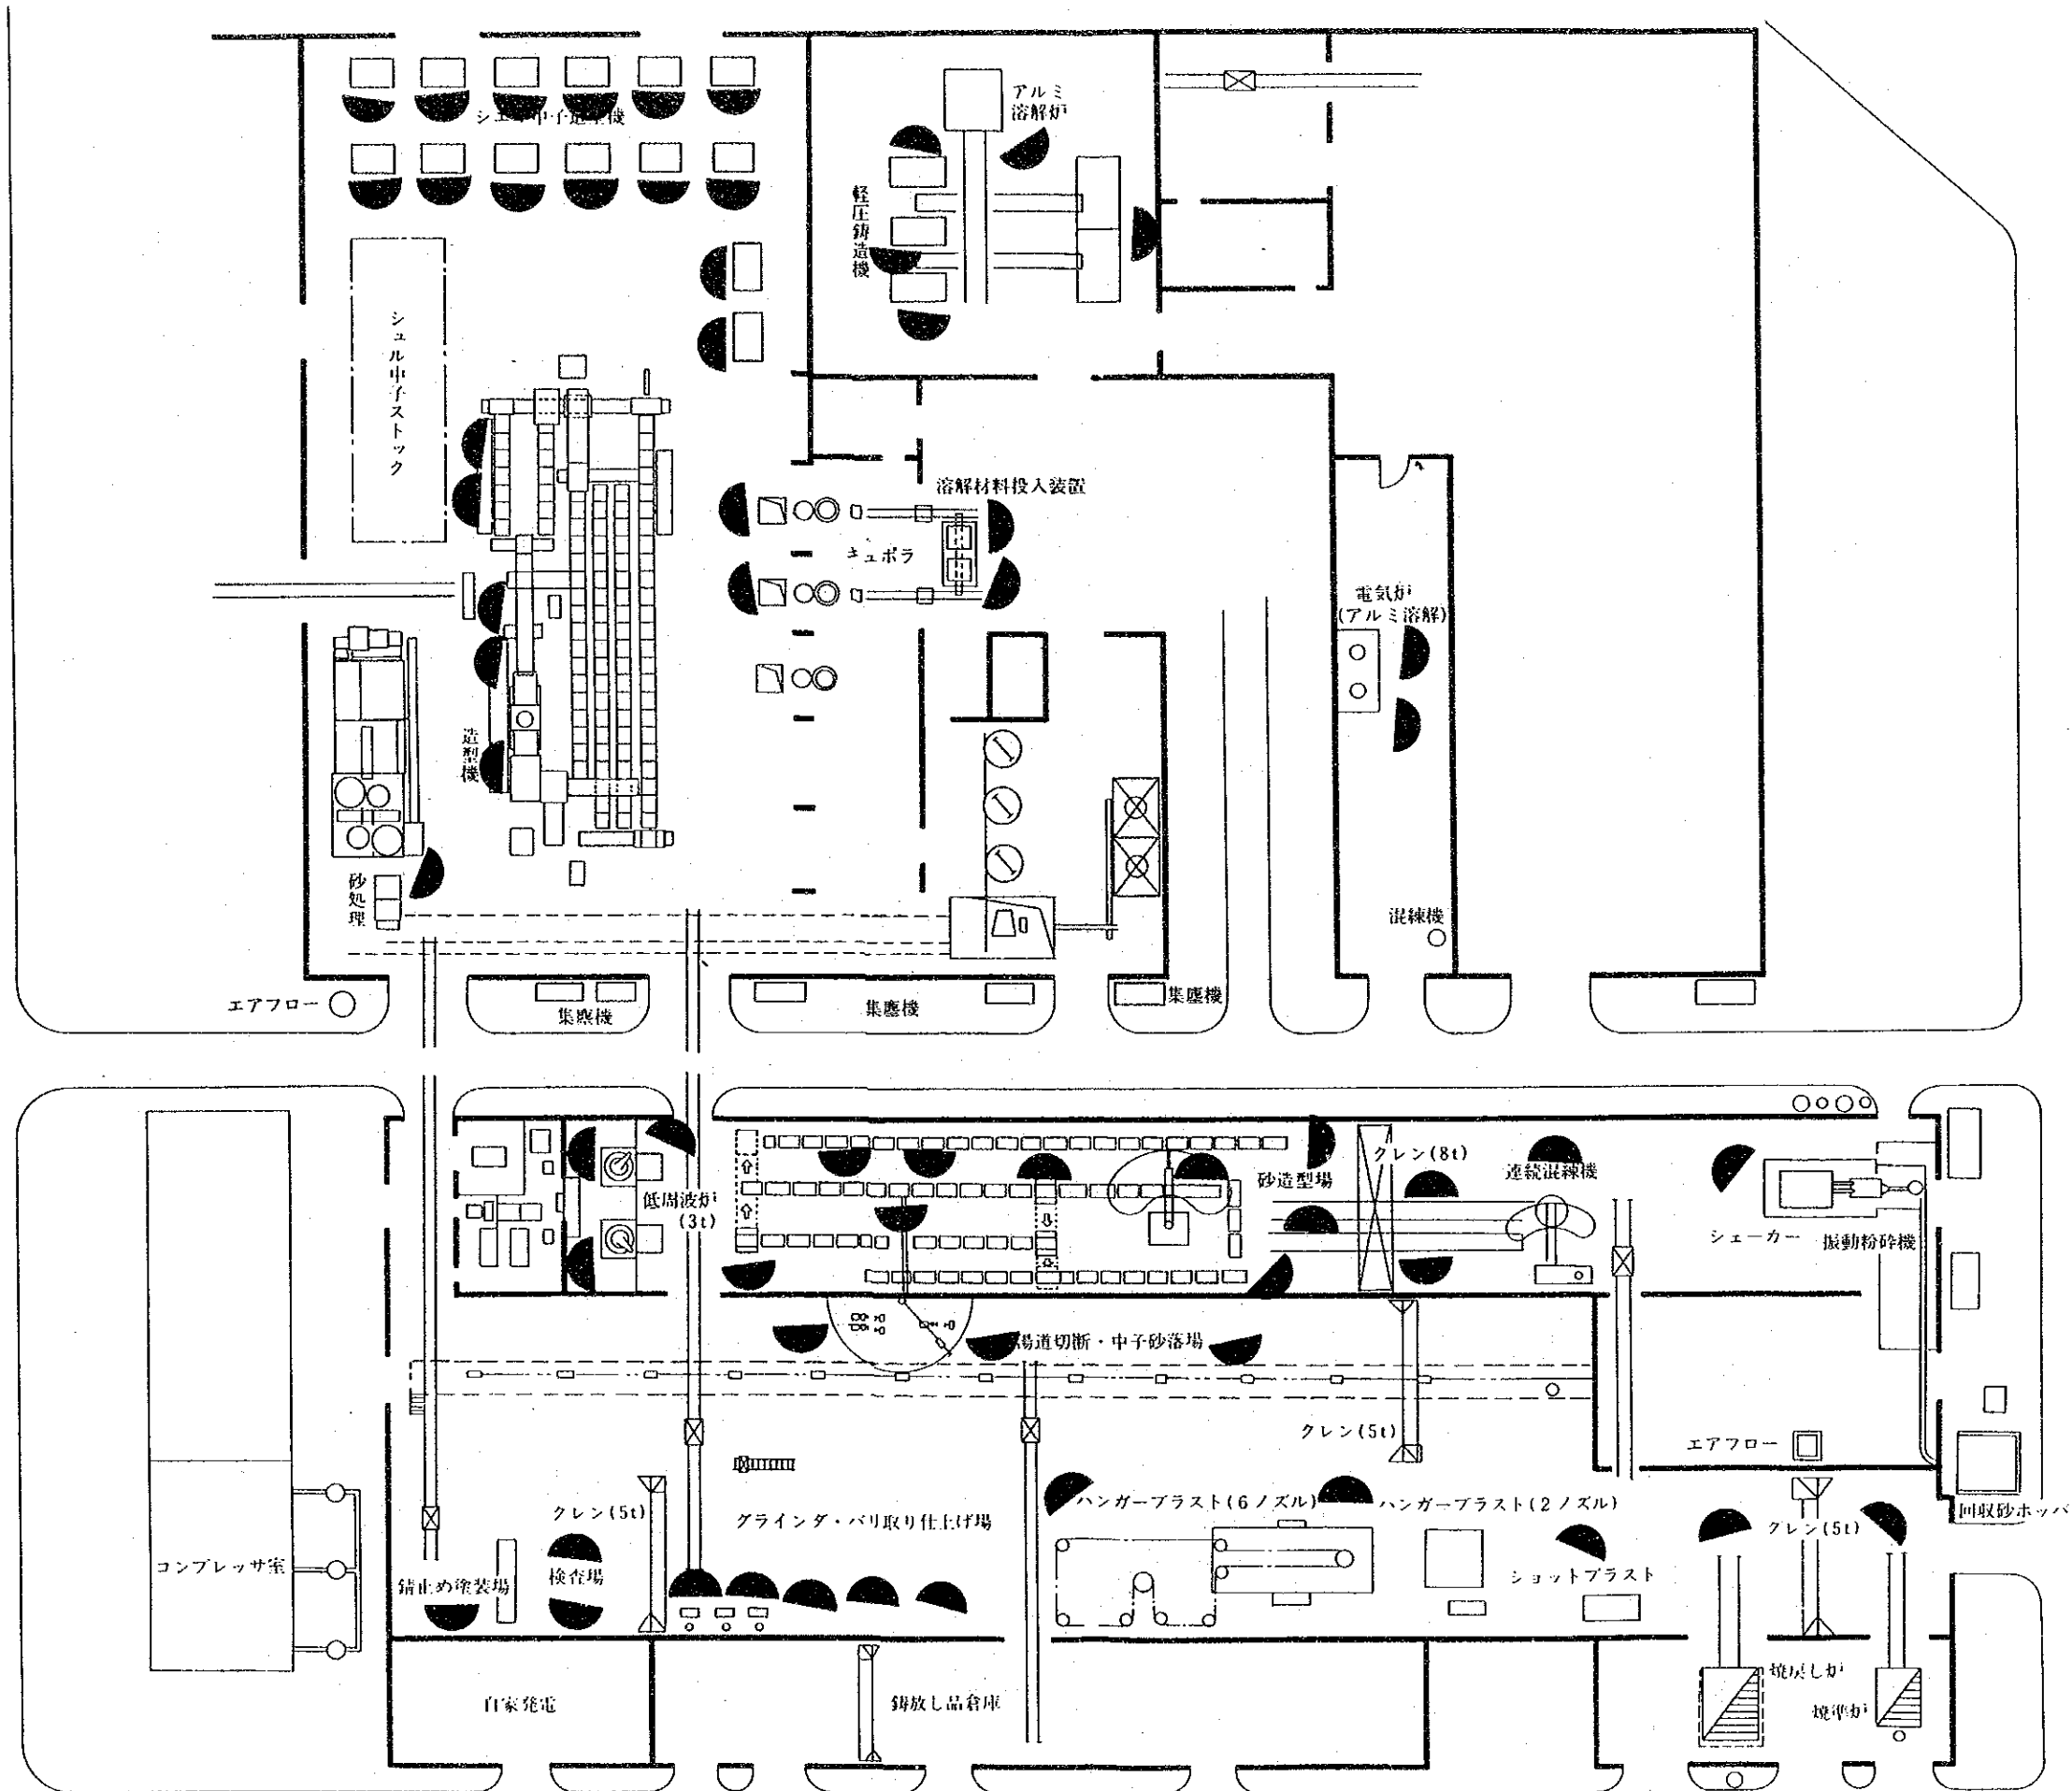 シェル中子造型機
アルミ
溶解炉
軽圧鋳造機
シェル中子ストック
溶解材料投入装置
キュポラ
電気炉
(アルミ溶解)
造型機
砂処理
混練機
エアフロー
集塵機
集塵機
集塵機
クレン(8t)
連続混練機
砂造型場
低周波炉
(3t)
シェーカー
振動粉砕機
湯道切断・中子砂落場
クレン(5t)
エアフロー
ハンガーブラスト(6ノズル)
ハンガーブラスト(2ノズル)
クレン(5t)
グラインダ・バリ取り仕上げ場
クレン(5t)
回収砂ホッパ
コンプレッサ室
錆止め塗装場
検査場
ショットブラスト
焼戻し炉
焼準炉
自家発電
鋳放し品倉庫